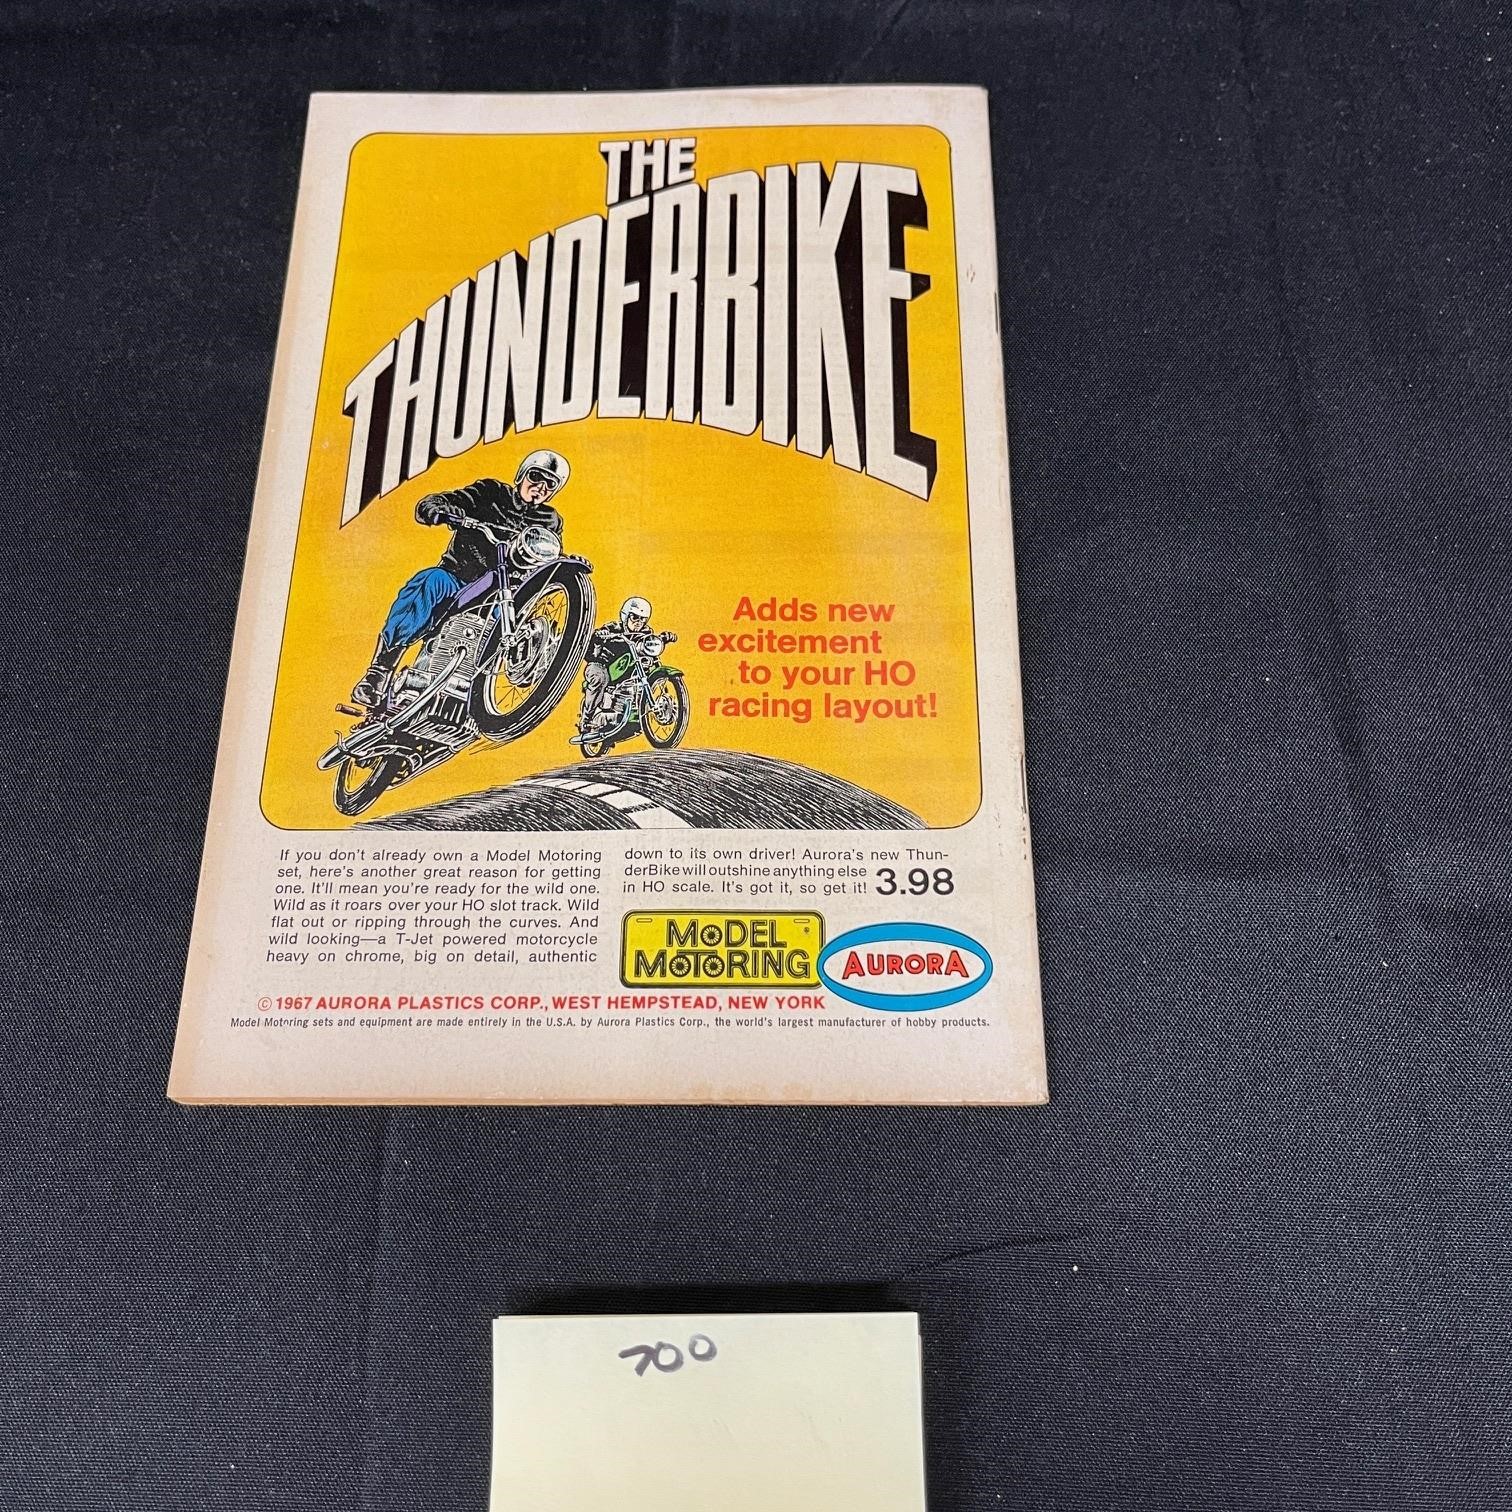 THE
THUNDERBIKE
Adds new
excitement
to your HO
racing layout!
If you don't already own a Model Motoring
set, here's another great reason for getting
one. It'll mean you're ready for the wild one.
Wild as it roars over your HO slot track. Wild
flat out or ripping through the curves. And
wild looking—a T-Jet powered motorcycle
heavy on chrome, big on detail, authentic
down to its own driver! Aurora's new Thun-
derBike will outshine anything else
in HO scale. It's got it, so get it! 3.98
MODEL
MOTORING ®
AURORA
© 1967 AURORA PLASTICS CORP., WEST HEMPSTEAD, NEW YORK
Model Motoring sets and equipment are made entirely in the U.S.A. by Aurora Plastics Corp., the world's largest manufacturer of hobby products.
700